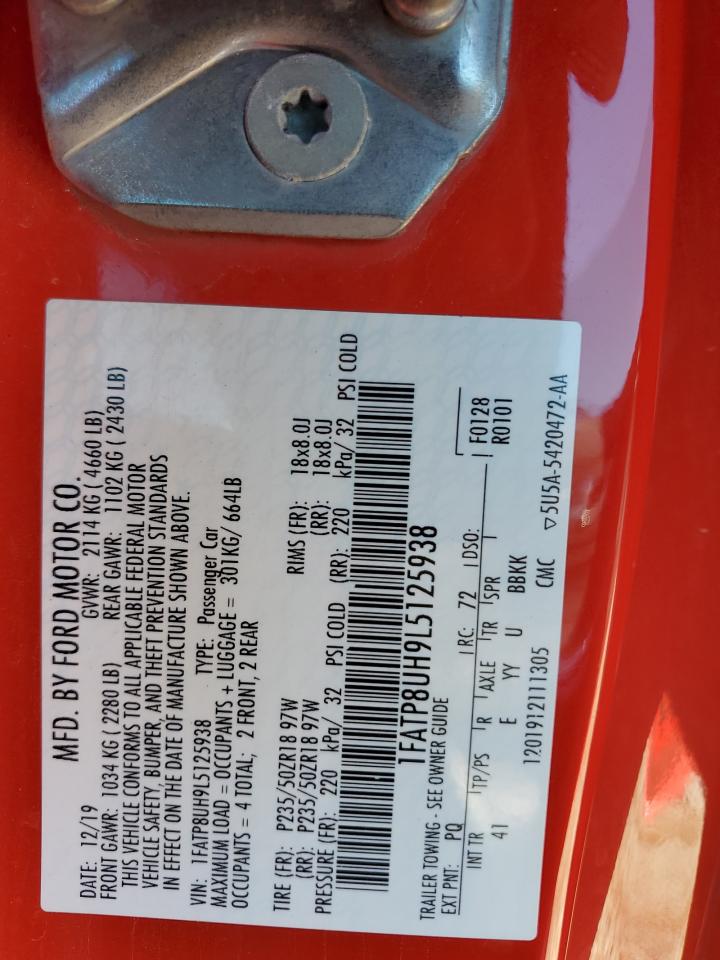 MFD. BY FORD MOTOR CO.
DATE: 12/19 GVWR: 2114 KG ( 4660 LB)
FRONT GAWR: 1034 KG ( 2280 LB) REAR GAWR: 1102 KG ( 2430 LB)
THIS VEHICLE CONFORMS TO ALL APPLICABLE FEDERAL MOTOR
VEHICLE SAFETY, BUMPER, AND THEFT PREVENTION STANDARDS
IN EFFECT ON THE DATE OF MANUFACTURE SHOWN ABOVE.
VIN: 1FATP8UH9L5125938 TYPE: Passenger Car
MAXIMUM LOAD = OCCUPANTS + LUGGAGE = 301KG/ 664LB
OCCUPANTS = 4 TOTAL; 2 FRONT, 2 REAR
TIRE (FR): P235/50ZR18 97W RIMS (FR): 18x8.0J
(RR): P235/50ZR18 97W (RR): 18x8.0J
PRESSURE (FR): 220 kPa/ 32 PSI COLD (RR): 220 kPa/ 32 PSI COLD
1FATP8UH9L5125938
TRAILER TOWING - SEE OWNER GUIDE
EXT PNT: PQ RC: 72 DSO: F0128
R0101
INT TR TP/PS R AXLE TR SPR
41 E YY U BBKK
1201912111305 CMC ▽5U5A-5420472-AA